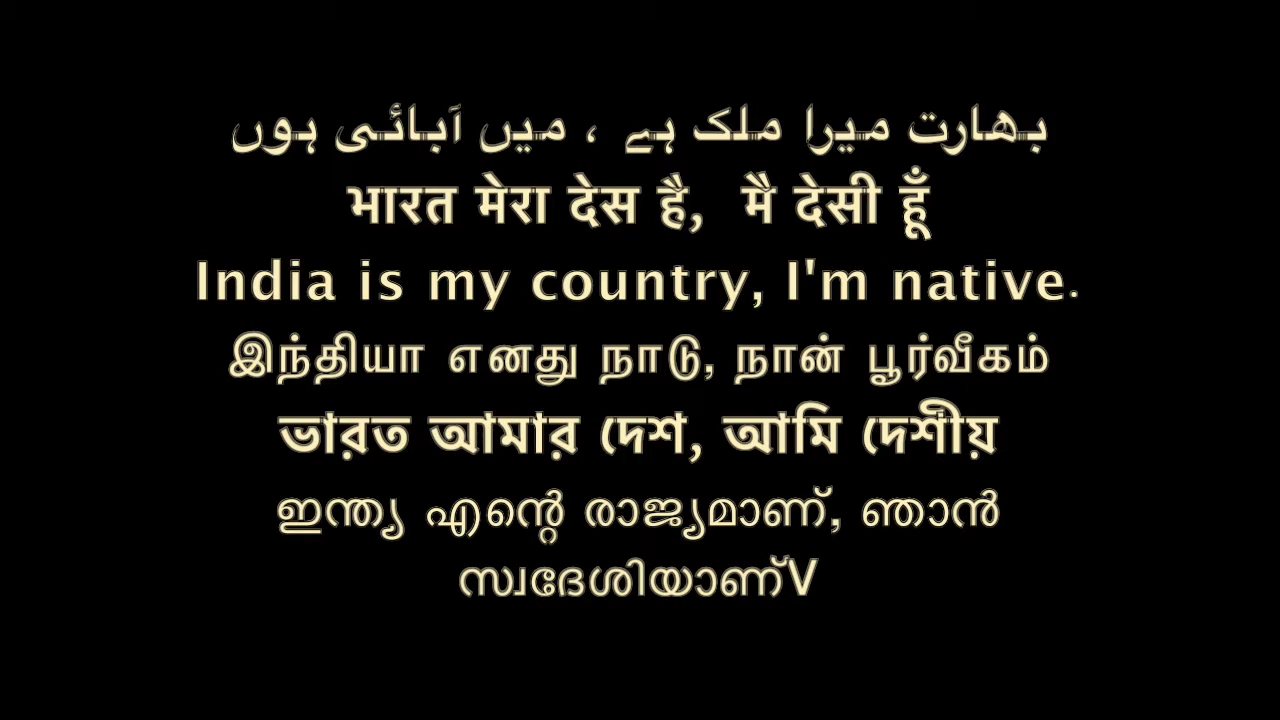 بھارت میرا ملک ہے ، میں آبائی ہوں
भारत मेरा देस है, मै देसी हूँ
India is my country, I'm native.
இந்தியா எனது நாடு, நான் பூர்வீகம்
ভারত আমার দেশ, আমি দেশীয়
ഇന്ത്യ എന്റെ രാജ്യമാണ്, ഞാൻ
സ്വദേശിയാണ്V